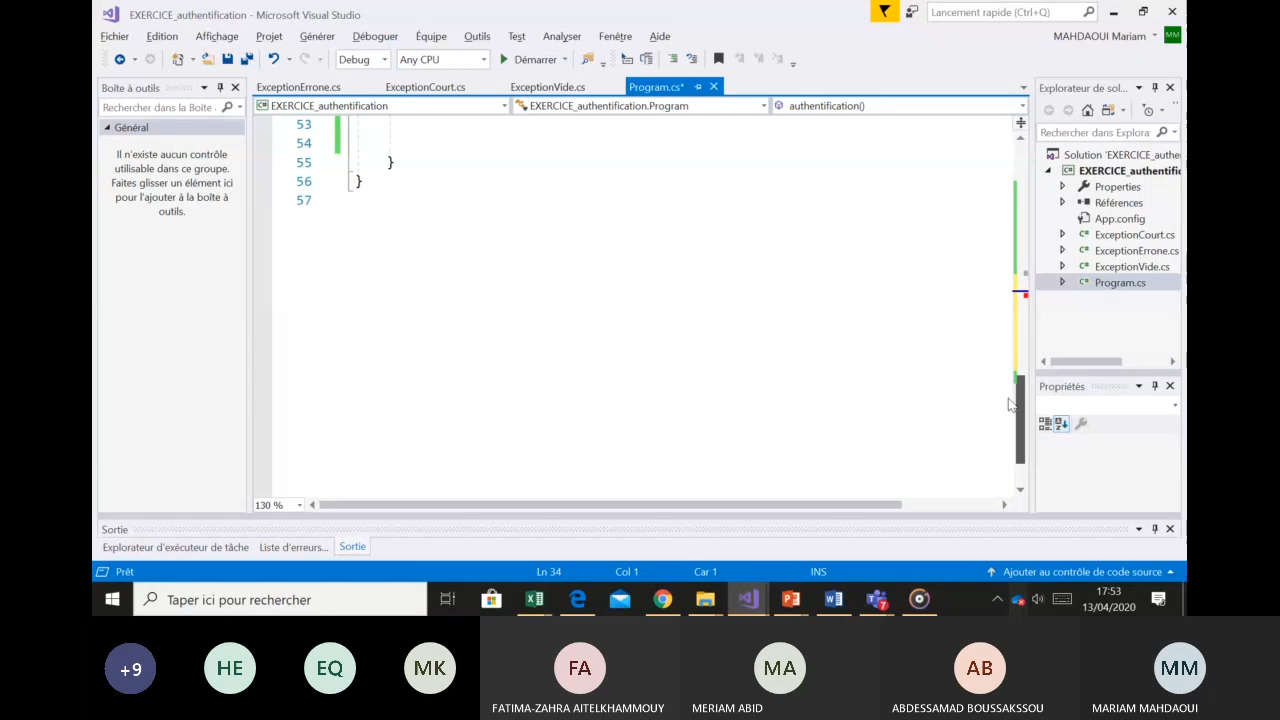 EXERCICE_authentification - Microsoft Visual Studio
Lancement rapide (Ctrl+Q)
Fichier Edition Affichage Projet Générer Déboguer Équipe Outils Test Analyser Fenêtre Aide
MAHDAOUI Mariam MM
Debug Any CPU Démarrer
Boîte à outils
ExceptionErrone.cs ExceptionCourt.cs ExceptionVide.cs Program.cs*
Explorateur de sol...
Rechercher dans la Boîte
EXERCICE_authentification EXERCICE_authentification.Program authentification()
Général
Il n'existe aucun contrôle
utilisable dans ce groupe.
Faites glisser un élément ici
pour l'ajouter à la boîte à
outils.
53
54
55 }
56 }
57
Rechercher dans Explora
Solution 'EXERCICE_authe
EXERCICE_authentific
Properties
Références
App.config
C# ExceptionCourt.cs
C# ExceptionErrone.cs
C# ExceptionVide.cs
C# Program.cs
Propriétés
130 %
Sortie
Explorateur d'exécuteur de tâche Liste d'erreurs... Sortie
Prêt Ln 34 Col 1 Car 1 INS Ajouter au contrôle de code source
Taper ici pour rechercher
17:53
13/04/2020
+9 HE EQ MK FA MA AB MM
FATIMA-ZAHRA AITELKHAMMOUY MERIAM ABID ABDESSAMAD BOUSSAKSSOU MARIAM MAHDAOUI